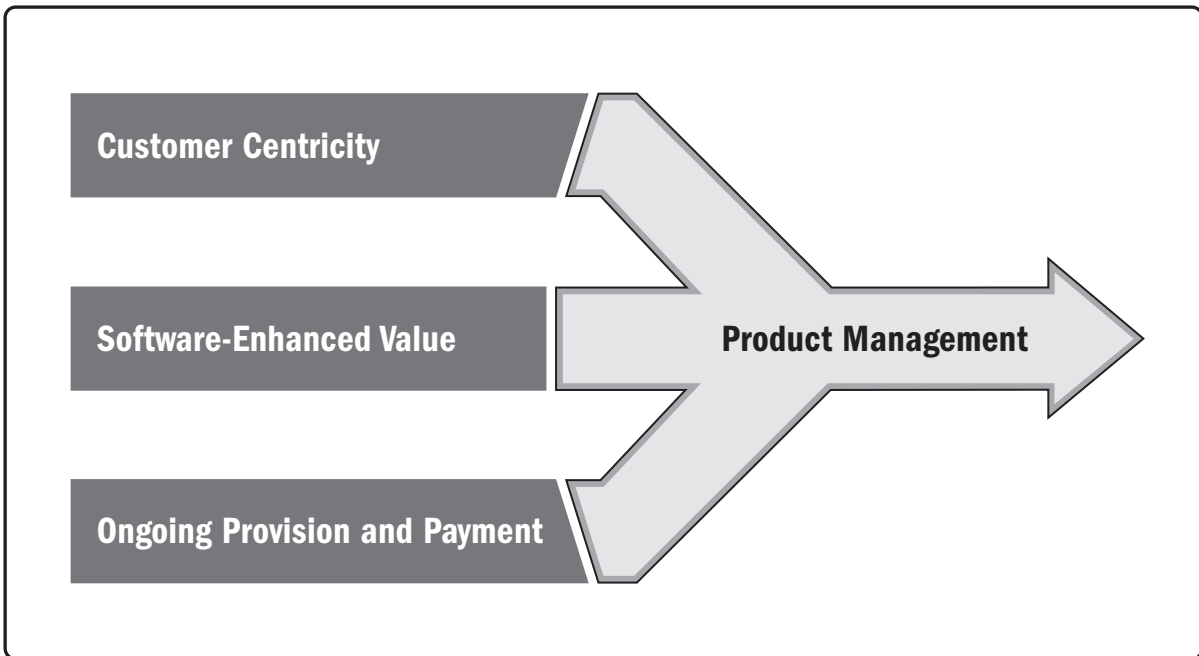 Customer Centricity
Software-Enhanced Value
Product Management
Ongoing Provision and Payment